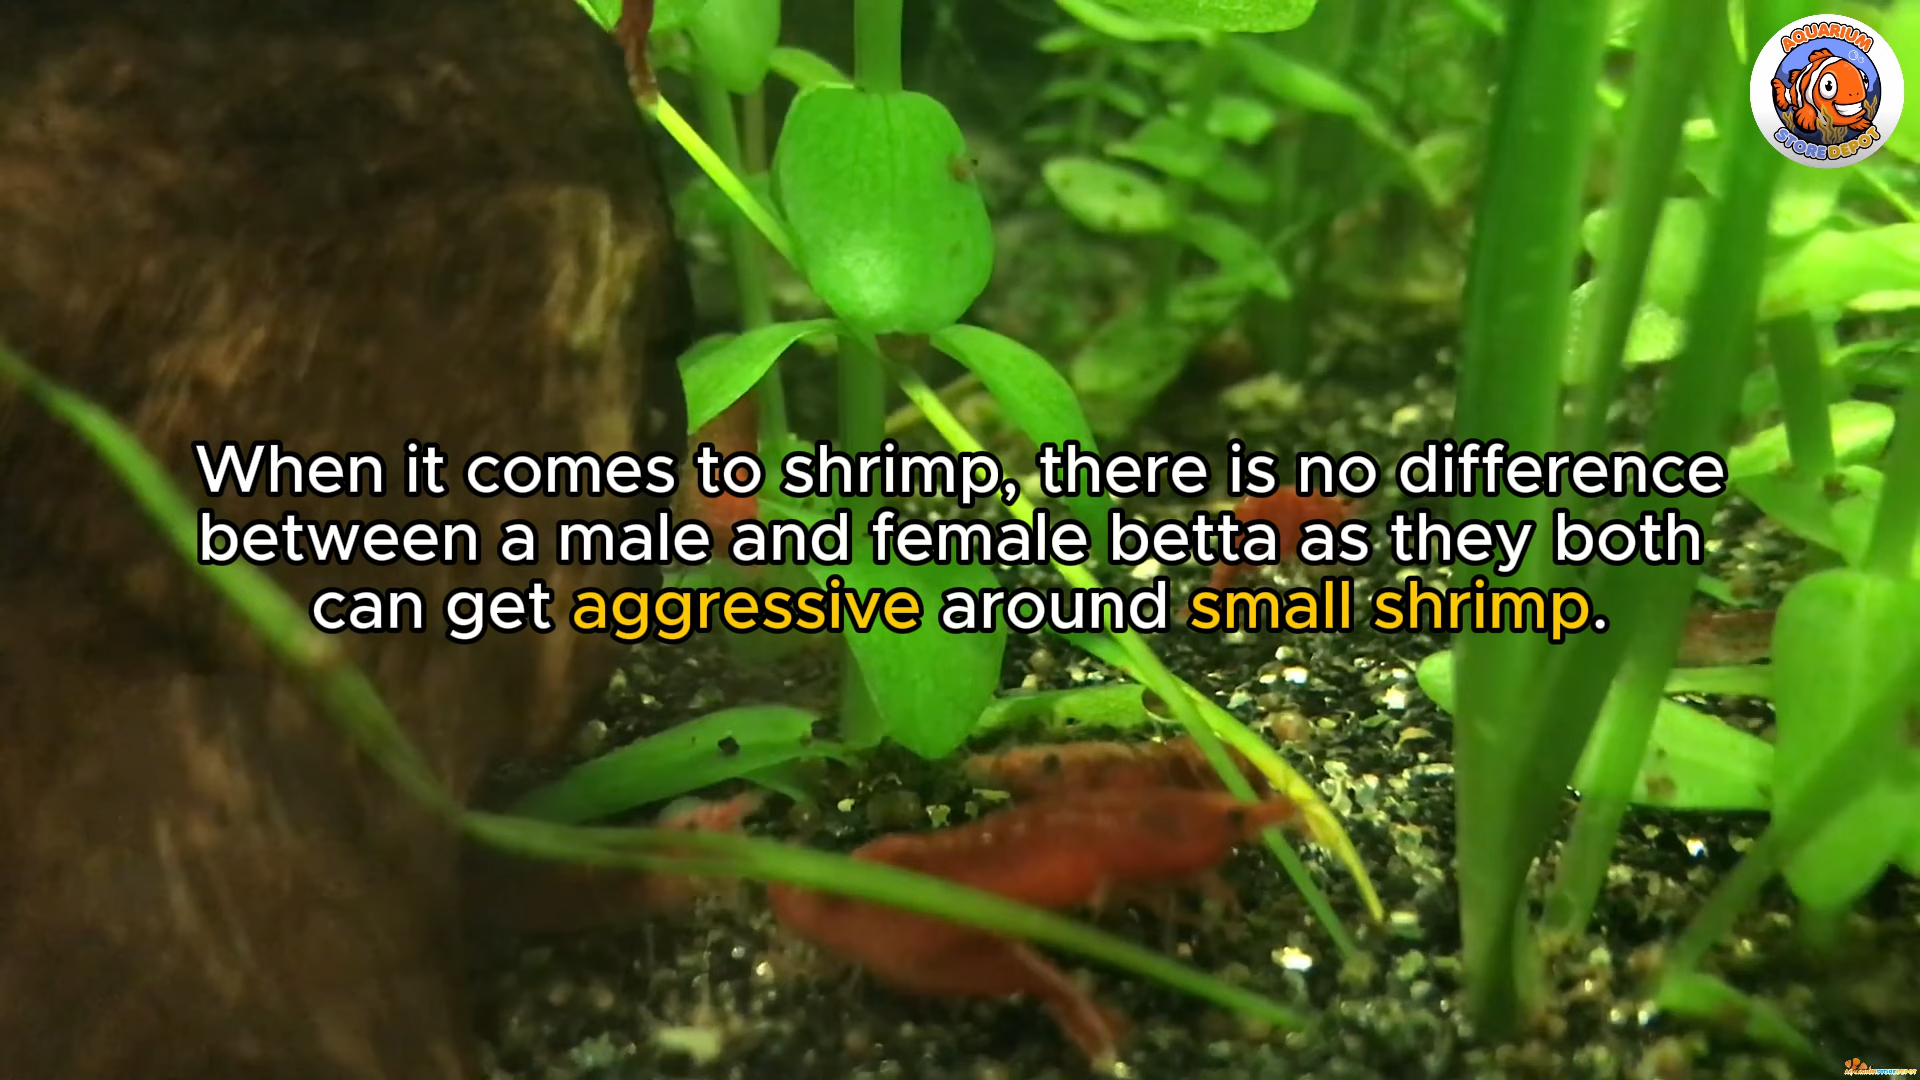 AQUARIUM
STORE DEPOT
When it comes to shrimp, there is no difference
between a male and female betta as they both
can get aggressive around small shrimp.